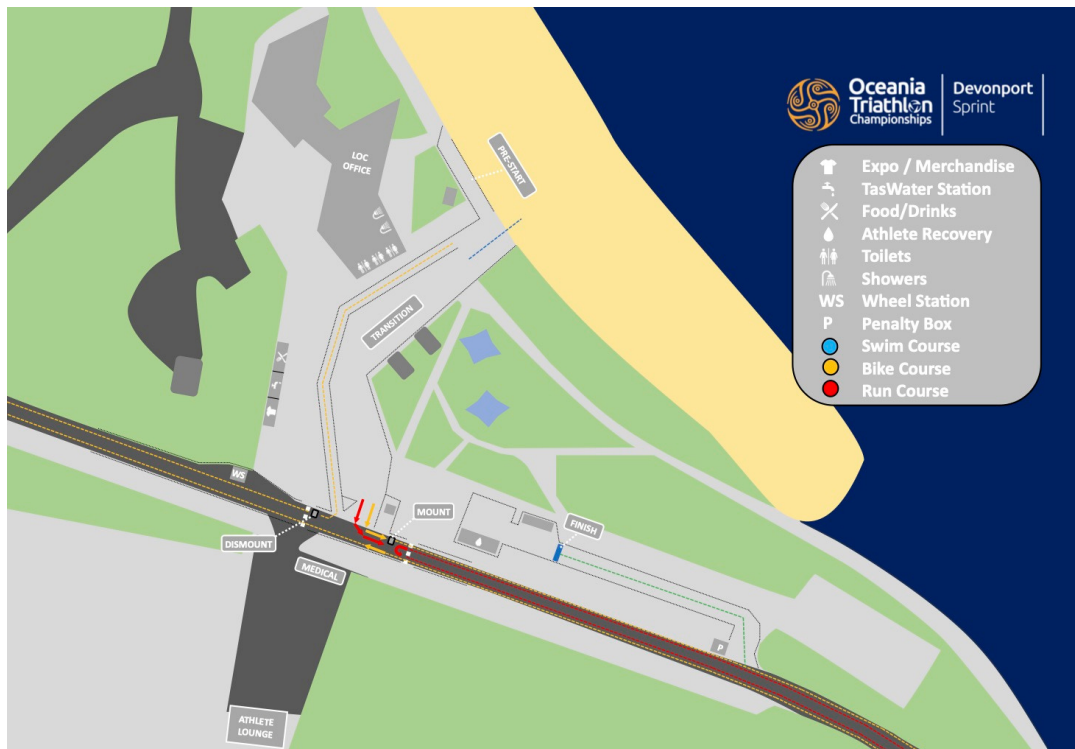 Oceania
Triathlon
Championships
Devonport
Sprint
Expo / Merchandise
TasWater Station
Food/Drinks
Athlete Recovery
Toilets
Showers
WS Wheel Station
P Penalty Box
Swim Course
Bike Course
Run Course
LOC
OFFICE
PRE-START
TRANSITION
WS
DISMOUNT
MOUNT
FINISH
MEDICAL
P
ATHLETE
LOUNGE